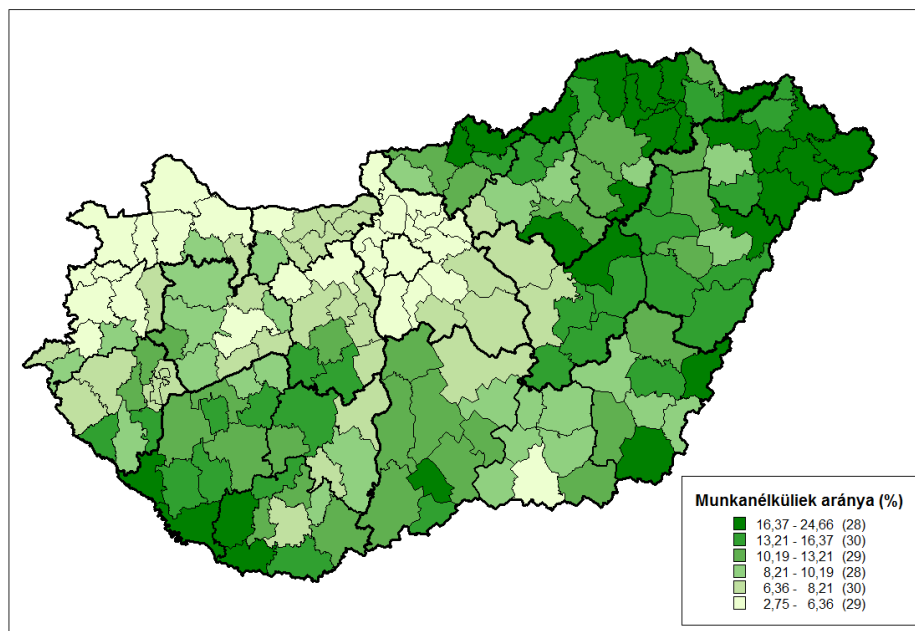 Munkanélküliek aránya (%)
16,37 - 24,66 (28)
13,21 - 16,37 (30)
10,19 - 13,21 (29)
8,21 - 10,19 (28)
6,36 - 8,21 (30)
2,75 - 6,36 (29)